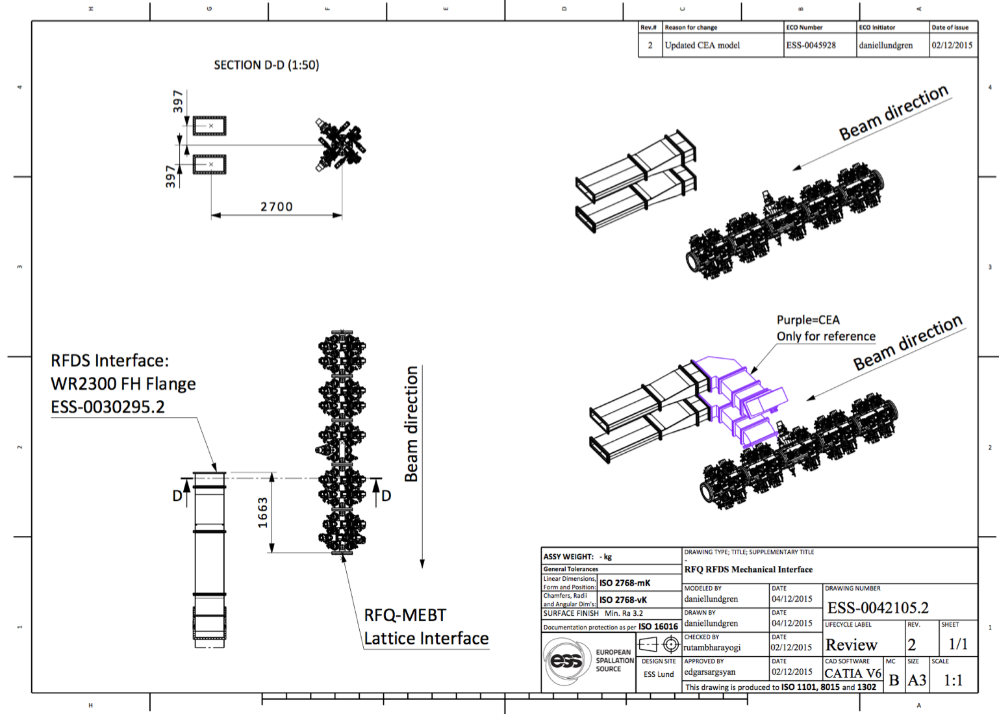 H G F E D C B A
Rev.# Reason for change ECO Number ECO Initiator Date of issue
2 Updated CEA model ESS-0045928 daniellundgren 02/12/2015
SECTION D-D (1:50)
4 4
397
397
2700
Beam direction
3 3
Purple=CEA
Only for reference
Beam direction
RFDS Interface:
WR2300 FH Flange
ESS-0030295.2
Beam direction
2 2
D D
1663
RFQ-MEBT
Lattice Interface
1 1
ASSY WEIGHT: - kg
General Tolerances
Linear Dimensions,
Form and Position: ISO 2768-mK
Chamfers, Radii
and Angular Dim's: ISO 2768-vK
SURFACE FINISH Min. Ra 3.2
Documentation protection as per ISO 16016
ess
EUROPEAN
SPALLATION
SOURCE
DESIGN SITE
ESS Lund
DRAWING TYPE; TITLE; SUPPLEMENTARY TITLE
-
RFQ RFDS Mechanical Interface
MODELED BY DATE
daniellundgren 04/12/2015
DRAWN BY DATE
daniellundgren 04/12/2015
CHECKED BY DATE
rutambharayogi 02/12/2015
APPROVED BY DATE
edgarsargsyan 02/12/2015
DRAWING NUMBER
ESS-0042105.2
LIFECYCLE LABEL REV. SHEET
Review 2 1/1
CAD SOFTWARE MC SIZE SCALE
CATIA V6 B A3 1:1
This drawing is produced to ISO 1101, 8015 and 1302
H A